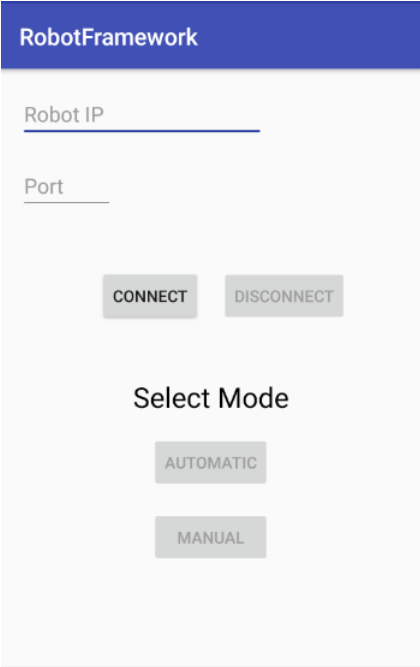 RobotFramework
Robot IP
Port
CONNECT DISCONNECT
Select Mode
AUTOMATIC
MANUAL